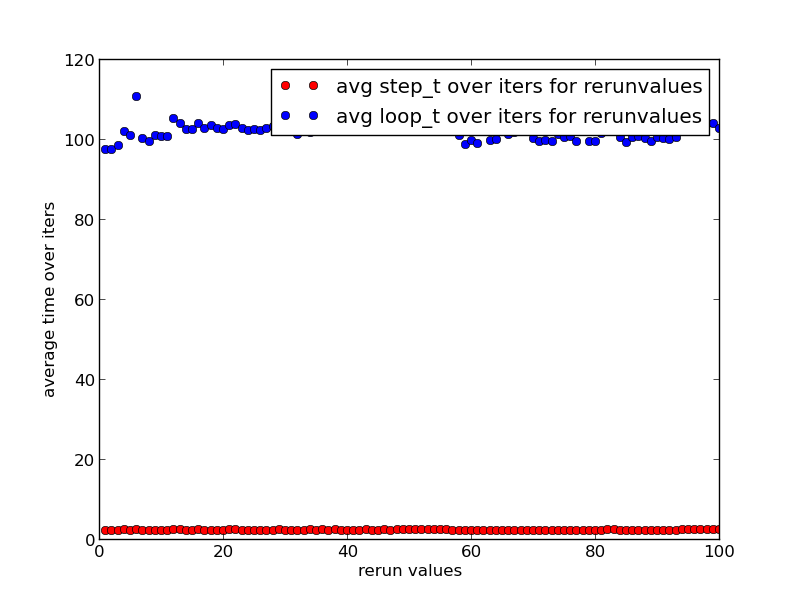 120
100
80
60
40
20
0
average time over iters
avg step_t over iters for rerunvalues
avg loop_t over iters for rerunvalues
0 20 40 60 80 100
rerun values